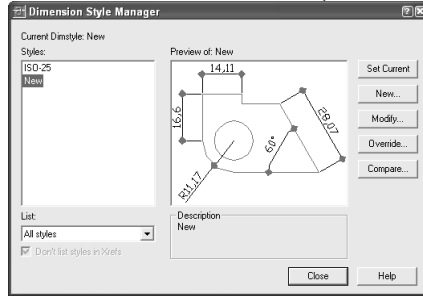 Dimension Style Manager
Current Dimstyle: New
Styles:
ISO-25
New
Preview of: New
14,11
16,6
28,07
60°
R11,17
Set Current
New...
Modify...
Override...
Compare...
List:
All styles
Don't list styles in Xrefs
Description
New
Close
Help